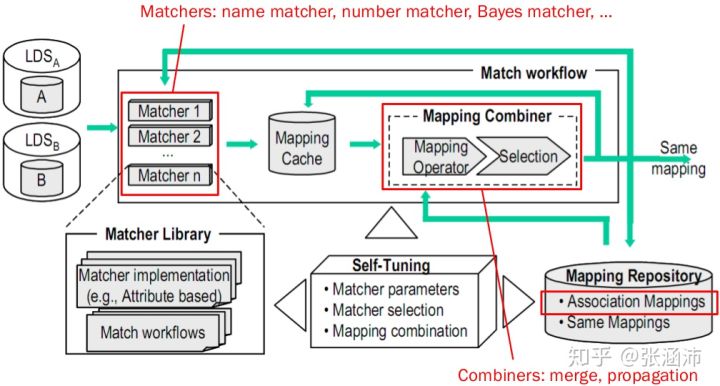 Matchers: name matcher, number matcher, Bayes matcher, ...
LDSA
A
LDSB
B
Match workflow
Matcher 1
Matcher 2
...
Matcher n
Mapping
Cache
Mapping Combiner
Mapping
Operator
Selection
Same
mapping
Matcher Library
Matcher implementation
(e.g., Attribute based)
Match workflows
Self-Tuning
• Matcher parameters
• Matcher selection
• Mapping combination
Mapping Repository
• Association Mappings
• Same Mappings
Combiners: merge, propagation
知乎 @张涵沛